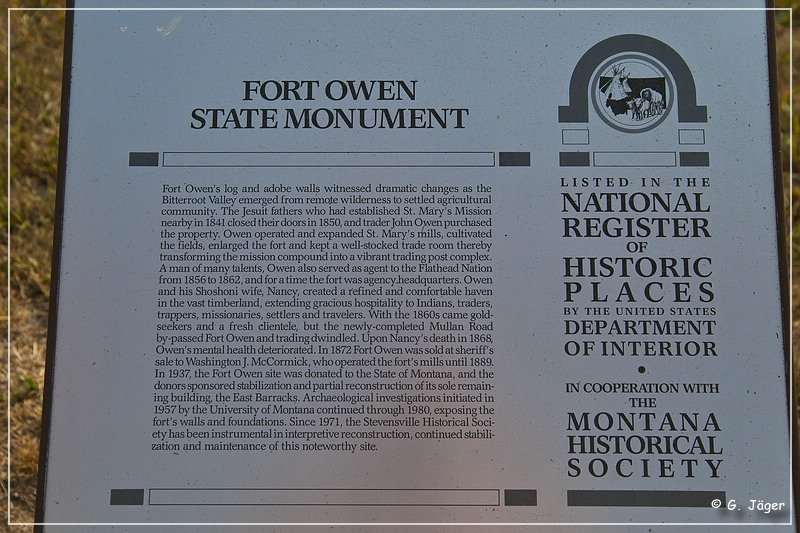 FORT OWEN
STATE MONUMENT
Fort Owen's log and adobe walls witnessed dramatic changes as the
Bitterroot Valley emerged from remote wilderness to settled agricultural
community. The Jesuit fathers who had established St. Mary's Mission
nearby in 1841 closed their doors in 1850, and trader John Owen purchased
the property. Owen operated and expanded St. Mary's mills, cultivated
the fields, enlarged the fort and kept a well-stocked trade room thereby
transforming the mission compound into a vibrant trading post complex.
A man of many talents, Owen also served as agent to the Flathead Nation
from 1856 to 1862, and for a time the fort was agency headquarters. Owen
and his Shoshoni wife, Nancy, created a refined and comfortable haven
in the vast timberland, extending gracious hospitality to Indians, traders,
trappers, missionaries, settlers and travelers. With the 1860s came gold-
seekers and a fresh clientele, but the newly-completed Mullan Road
by-passed Fort Owen and trading dwindled. Upon Nancy's death in 1868,
Owen's mental health deteriorated. In 1872 Fort Owen was sold at sheriff's
sale to Washington J. McCormick, who operated the fort's mills until 1889.
In 1937, the Fort Owen site was donated to the State of Montana, and the
donors sponsored stabilization and partial reconstruction of its sole remain-
ing building, the East Barracks. Archaeological investigations initiated in
1957 by the University of Montana continued through 1980, exposing the
fort's walls and foundations. Since 1971, the Stevensville Historical Soci-
ety has been instrumental in interpretive reconstruction, continued stabili-
zation and maintenance of this noteworthy site.
LISTED IN THE
NATIONAL
REGISTER
OF
HISTORIC
PLACES
BY THE UNITED STATES
DEPARTMENT
OF INTERIOR
•
IN COOPERATION WITH
THE
MONTANA
HISTORICAL
SOCIETY
© G. Jäger